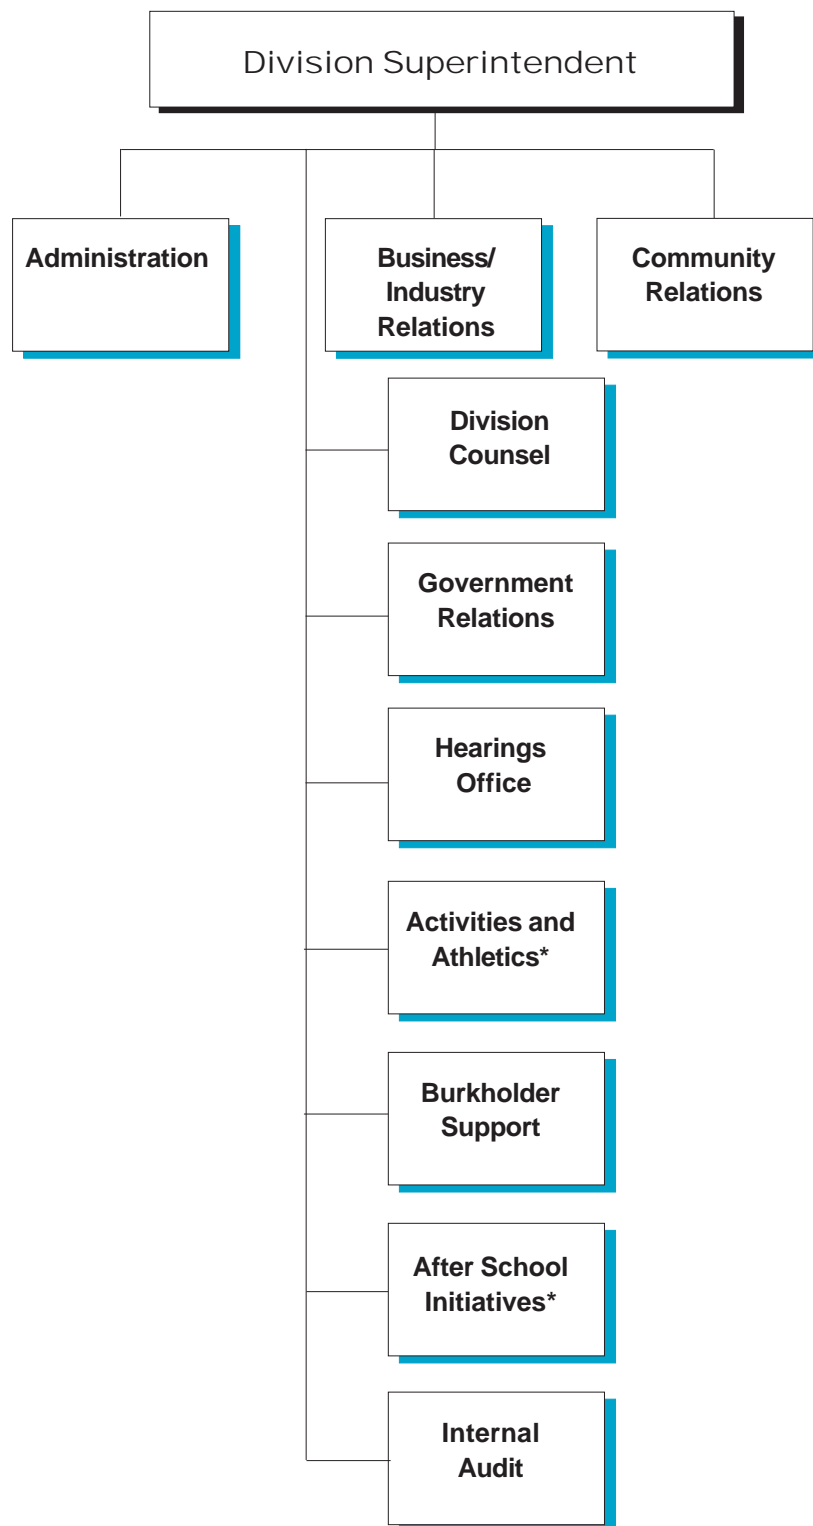 Division Superintendent
Administration
Business/
Industry
Relations
Community
Relations
Division
Counsel
Government
Relations
Hearings
Office
Activities and
Athletics*
Burkholder
Support
After School
Initiatives*
Internal
Audit